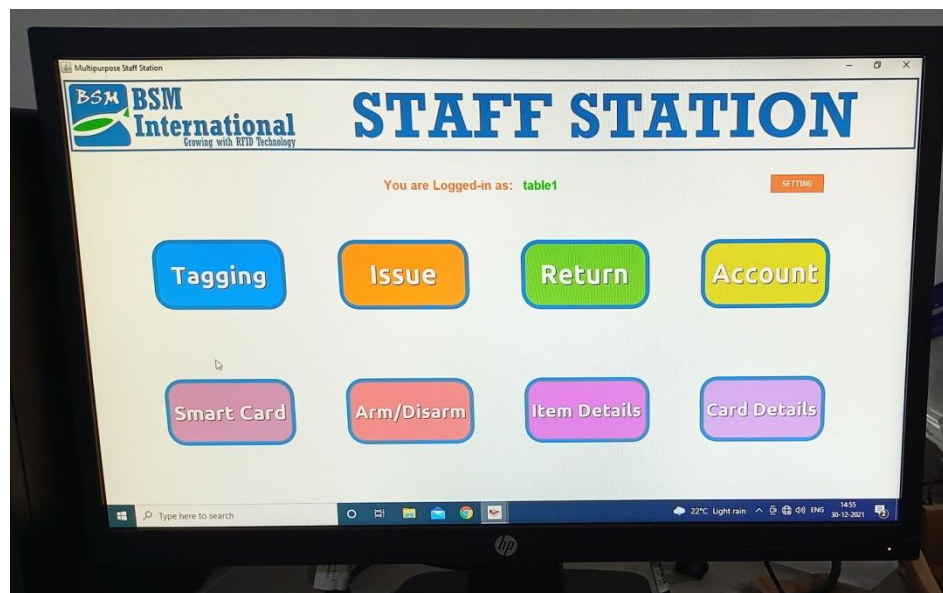 Multipurpose Staff Station
BSM
BSM
International
Growing with RFID Technology
STAFF STATION
You are Logged-in as: table1
SETTING
Tagging
Issue
Return
Account
Smart Card
Arm/Disarm
Item Details
Card Details
Type here to search
22°C Light rain
ENG
14:55
30-12-2021
2
hp